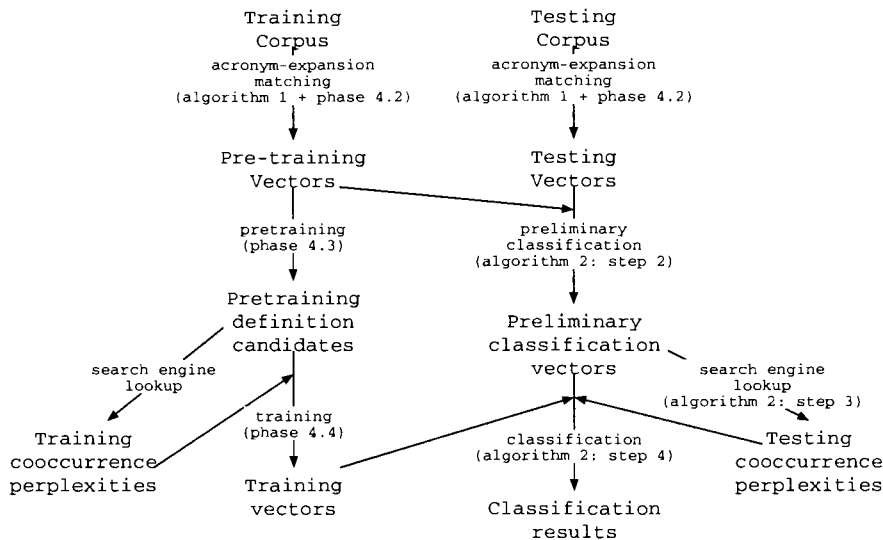 Training
Corpus
Testing
Corpus
acronym-expansion
matching
(algorithm 1 + phase 4.2)
acronym-expansion
matching
(algorithm 1 + phase 4.2)
Pre-training
Vectors
Testing
Vectors
pretraining
(phase 4.3)
preliminary
classification
(algorithm 2: step 2)
Pretraining
definition
candidates
Preliminary
classification
vectors
search engine
lookup
search engine
lookup
(algorithm 2: step 3)
training
(phase 4.4)
Training
cooccurrence
perplexities
classification
(algorithm 2: step 4)
Testing
cooccurrence
perplexities
Training
vectors
Classification
results